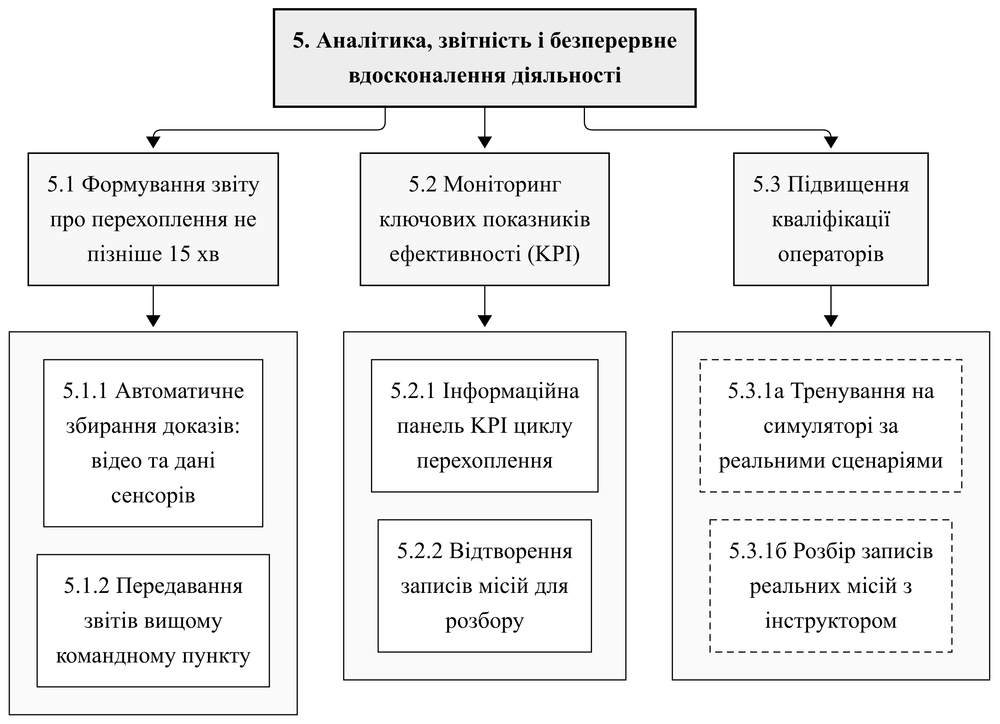 5. Аналітика, звітність і безперервне
вдосконалення діяльності
5.1 Формування звіту
про перехоплення не
пізніше 15 хв
5.2 Моніторинг
ключових показників
ефективності (KPI)
5.3 Підвищення
кваліфікації
операторів
5.1.1 Автоматичне
збирання доказів:
відео та дані
сенсорів
5.1.2 Передавання
звітів вищому
командному пункту
5.2.1 Інформаційна
панель KPI циклу
перехоплення
5.2.2 Відтворення
записів місій для
розбору
5.3.1а Тренування на
симуляторі за
реальними сценаріями
5.3.1б Розбір записів
реальних місій з
інструктором